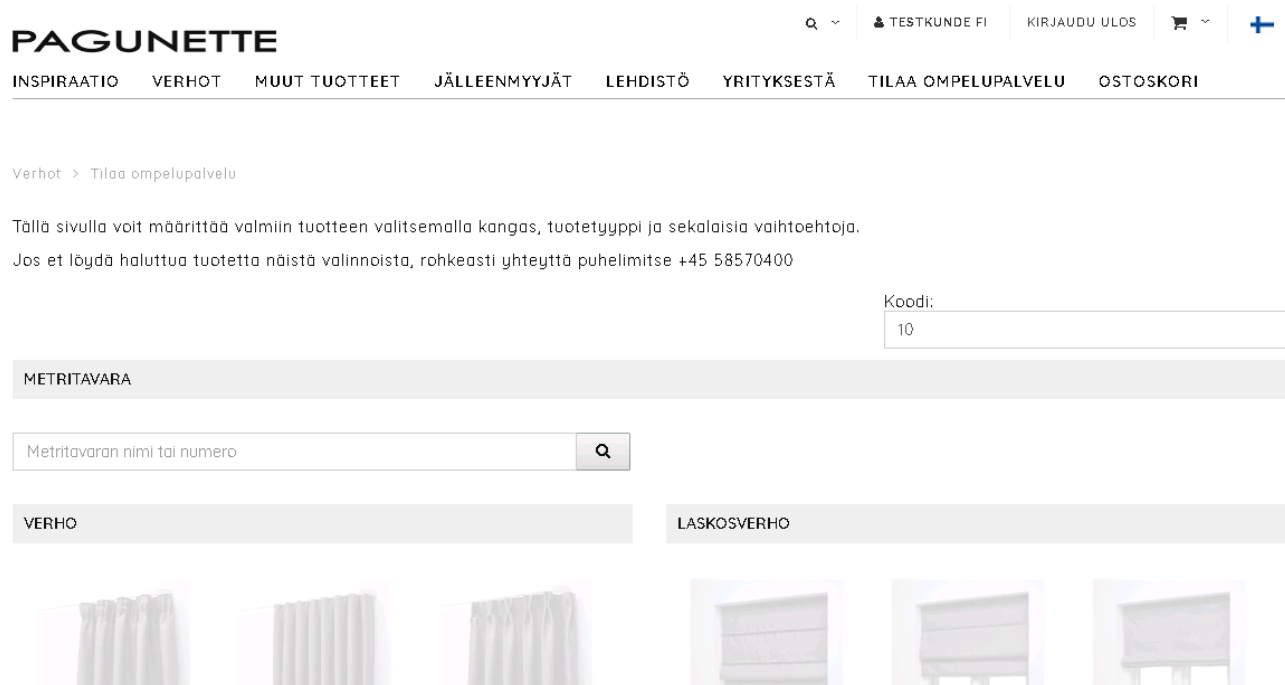 TESTKUNDE FI KIRJAUDU ULOS
PAGUNETTE
INSPIRAATIO VERHOT MUUT TUOTTEET JÄLLEENMYYJÄT LEHDISTÖ YRITYKSESTÄ TILAA OMPELUPALVELU OSTOSKORI
Verhot > Tilaa ompelupalvelu
Tällä sivulla voit määrittää valmiin tuotteen valitsemalla kangas, tuotetyyppi ja sekalaisia vaihtoehtoja.
Jos et löydä haluttua tuotetta näistä valinnoista, rohkeasti yhteyttä puhelimitse +45 58570400
Koodi:
10
METRITAVARA
Metritavaran nimi tai numero
VERHO LASKOSVERHO